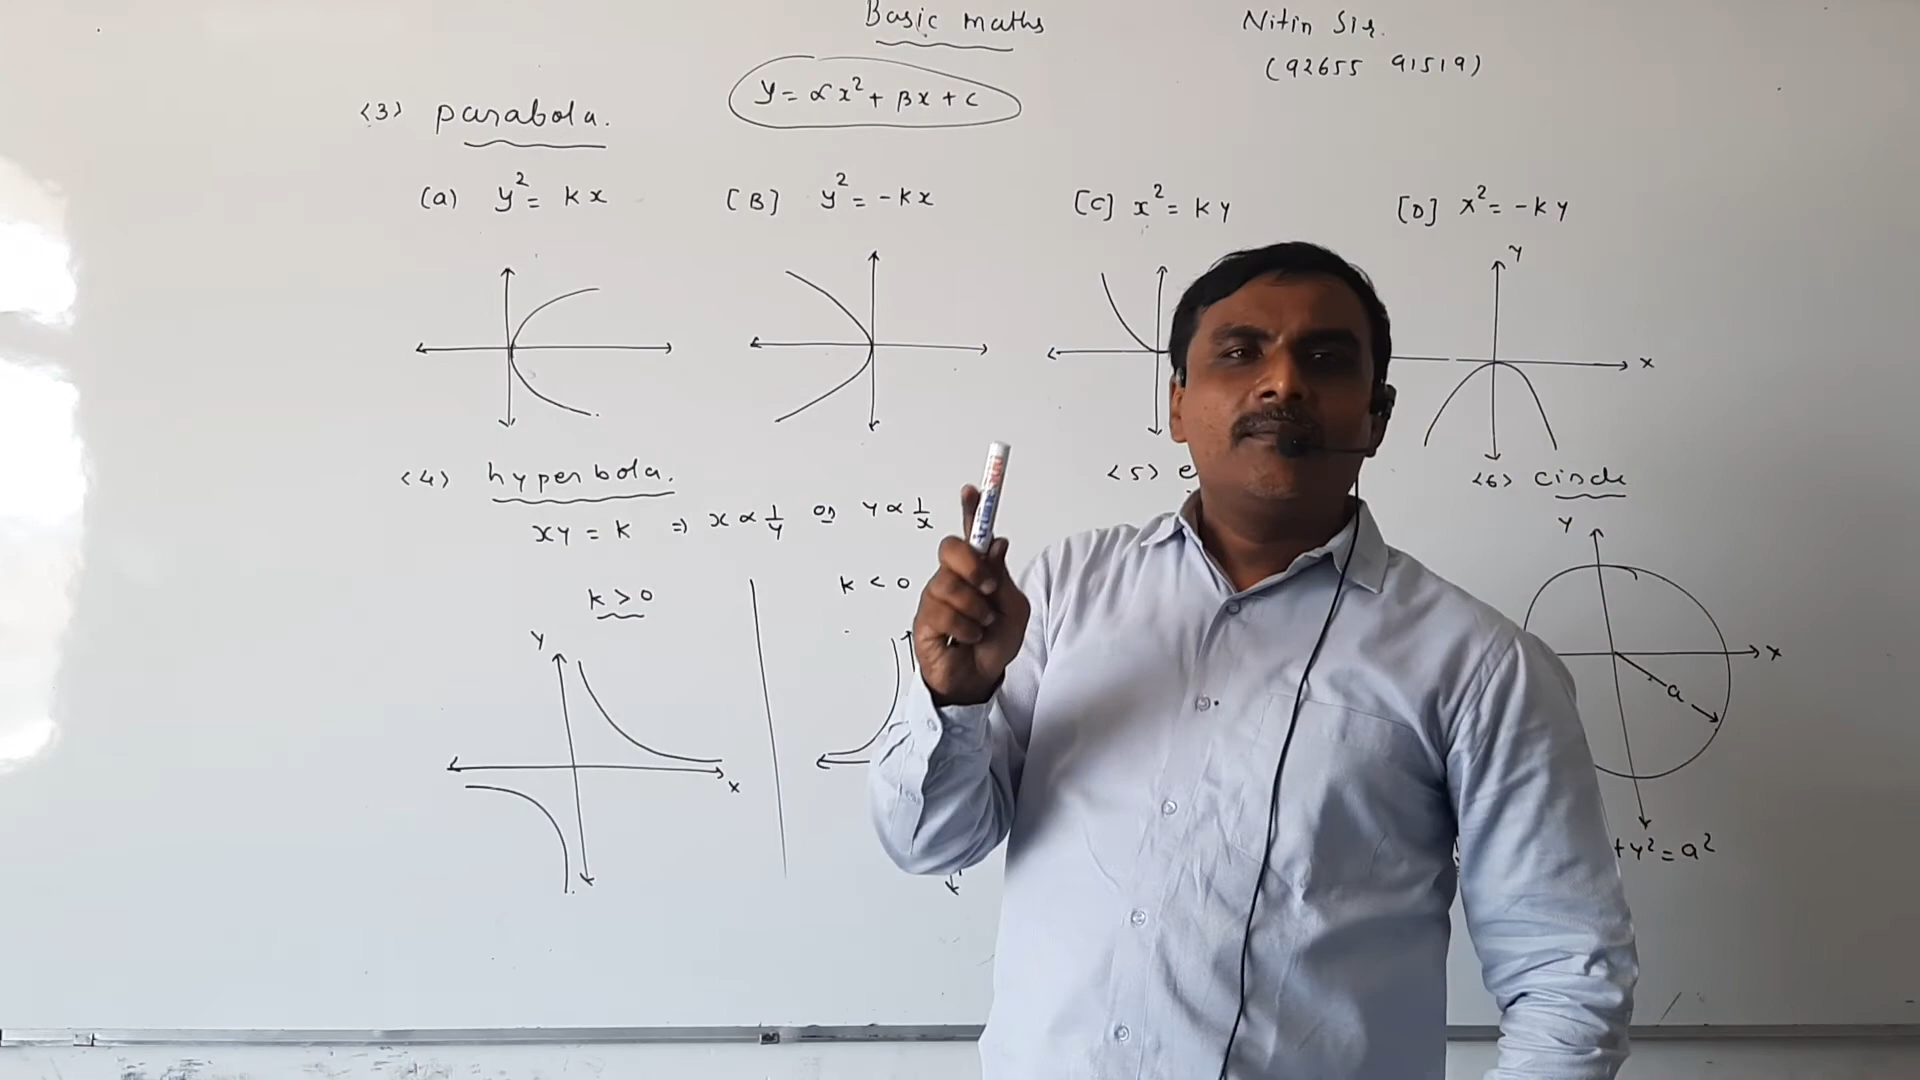 Basic maths
Nitin Sir.
(92655 91519)
y = αx² + βx + c
<3> parabola.
(a) y² = kx
[B] y² = -kx
[C] x² = ky
[D] x² = -ky
y
x
<4> hyperbola.
<5> e
<6> circle
xy = k ⇒ x ∝ 1/y or y ∝ 1/x
k > 0
k < 0
y
x
y
x
a
+y² = a²